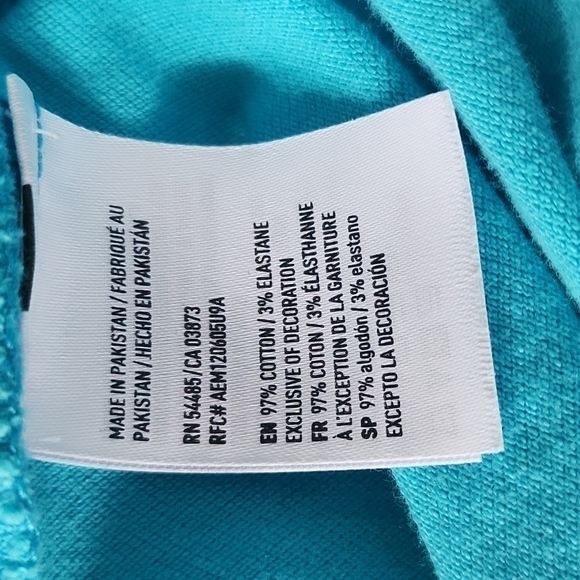 MADE IN PAKISTAN / FABRIQUÉ AU
PAKISTAN / HECHO EN PAKISTÁN
RN 54485 / CA 03873
RFC# AEM120605U9A
EN 97% COTTON / 3% ELASTANE
EXCLUSIVE OF DECORATION
FR 97% COTON / 3% ÉLASTHANNE
À L'EXCEPTION DE LA GARNITURE
SP 97% algodón / 3% elastano
EXCEPTO LA DECORACIÓN